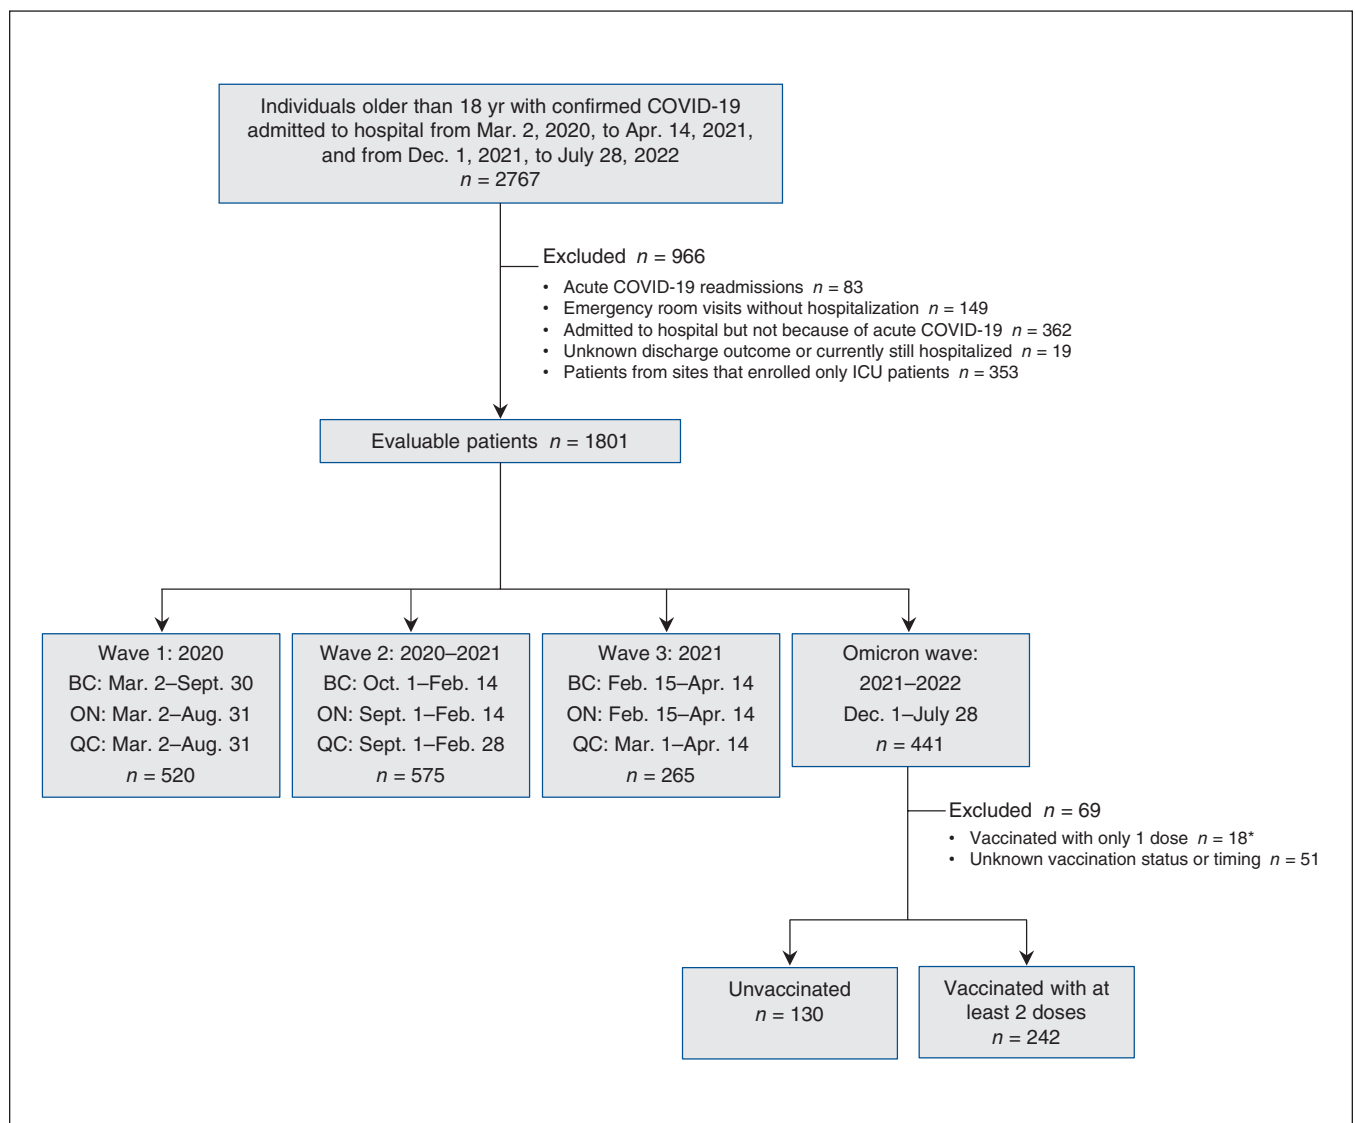 Individuals older than 18 yr with confirmed COVID-19
admitted to hospital from Mar. 2, 2020, to Apr. 14, 2021,
and from Dec. 1, 2021, to July 28, 2022
n = 2767
Excluded n = 966
• Acute COVID-19 readmissions n = 83
• Emergency room visits without hospitalization n = 149
• Admitted to hospital but not because of acute COVID-19 n = 362
• Unknown discharge outcome or currently still hospitalized n = 19
• Patients from sites that enrolled only ICU patients n = 353
Evaluable patients n = 1801
Wave 1: 2020
BC: Mar. 2–Sept. 30
ON: Mar. 2–Aug. 31
QC: Mar. 2–Aug. 31
n = 520
Wave 2: 2020–2021
BC: Oct. 1–Feb. 14
ON: Sept. 1–Feb. 14
QC: Sept. 1–Feb. 28
n = 575
Wave 3: 2021
BC: Feb. 15–Apr. 14
ON: Feb. 15–Apr. 14
QC: Mar. 1–Apr. 14
n = 265
Omicron wave:
2021–2022
Dec. 1–July 28
n = 441
Excluded n = 69
• Vaccinated with only 1 dose n = 18*
• Unknown vaccination status or timing n = 51
Unvaccinated
n = 130
Vaccinated with at
least 2 doses
n = 242